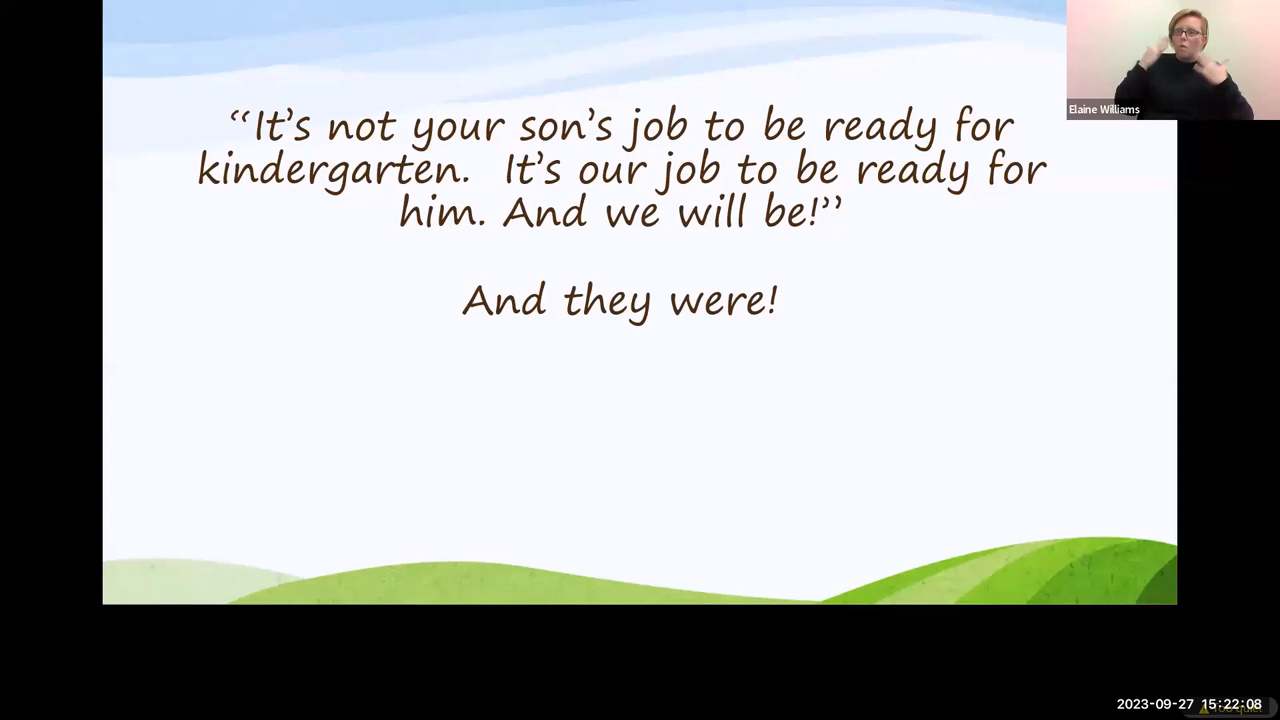 “It’s not your son’s job to be ready for
kindergarten.  It’s our job to be ready for
him. And we will be!”
And they were!
Elaine Williams
2023-09-27 15:22:08